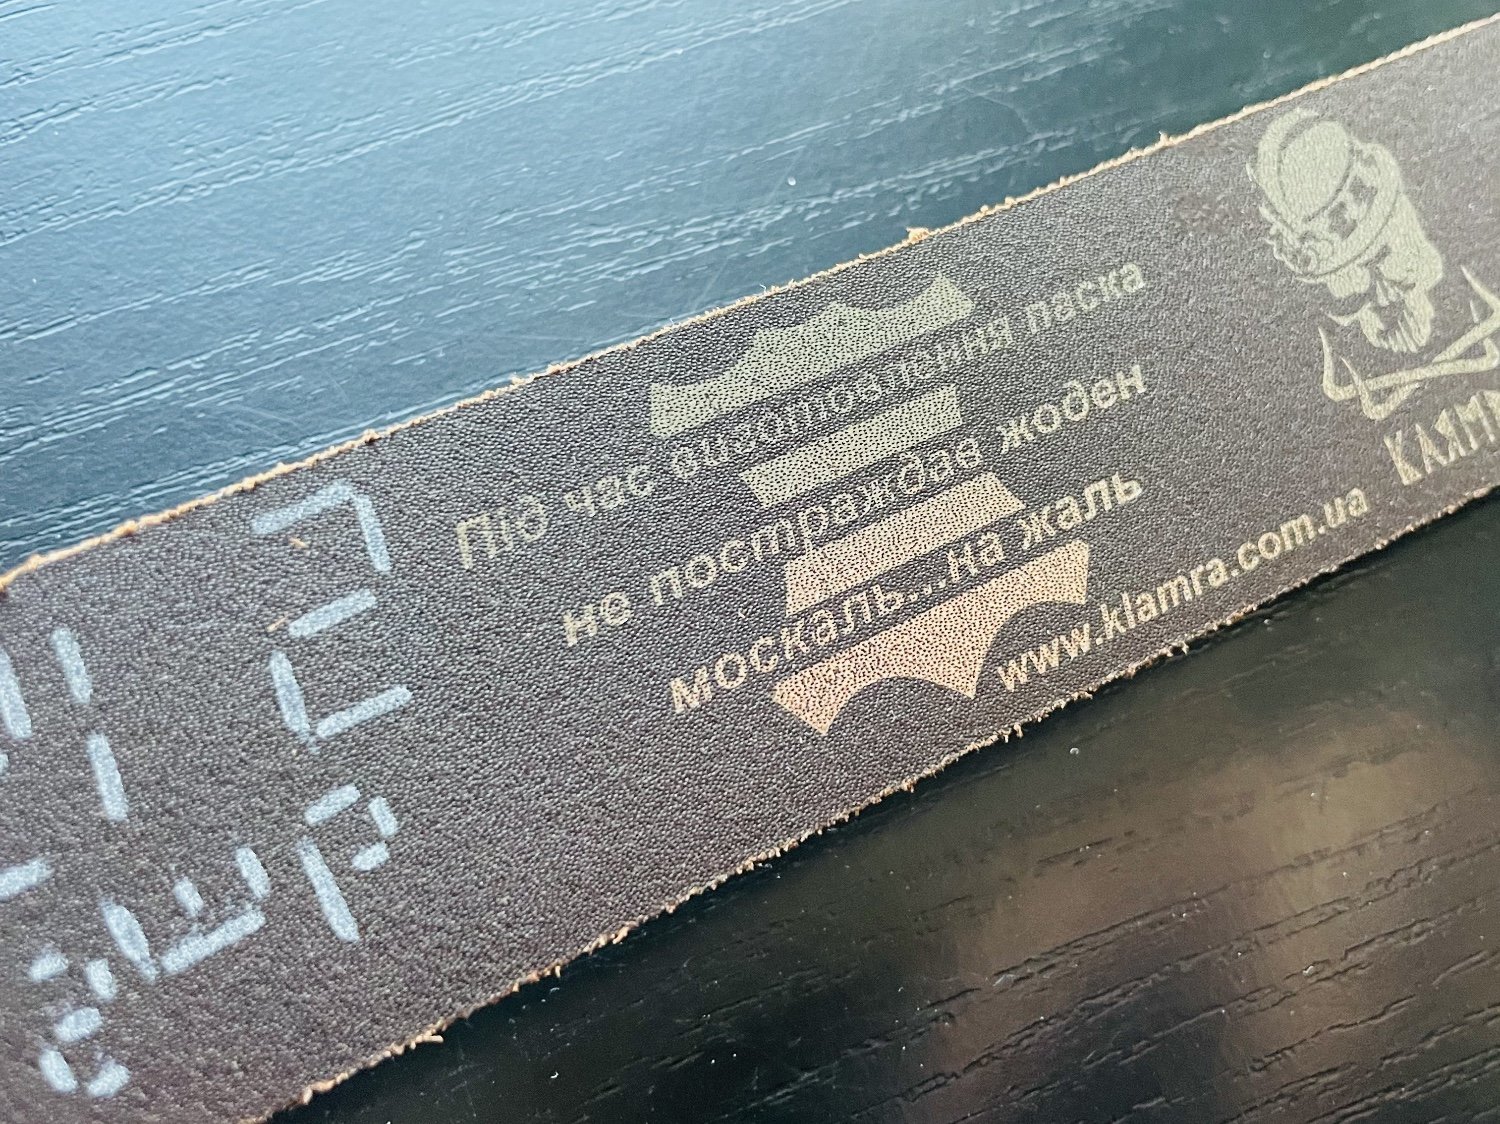 Під час виготовлення паска
не постраждав жоден
москаль...на жаль
www.klamra.com.ua